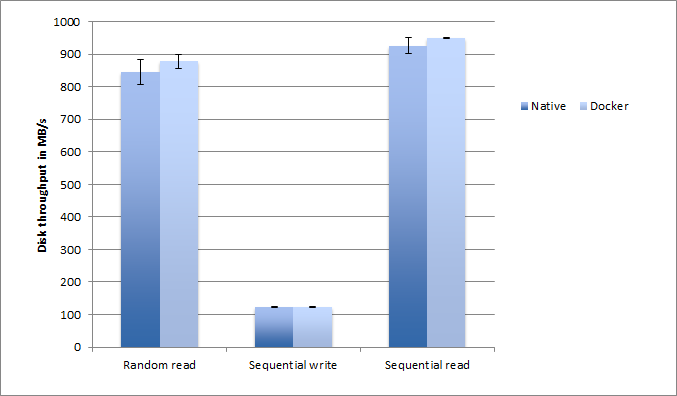 Disk throughput in MB/s
1000
900
800
700
600
500
400
300
200
100
0
Random read
Sequential write
Sequential read
Native
Docker